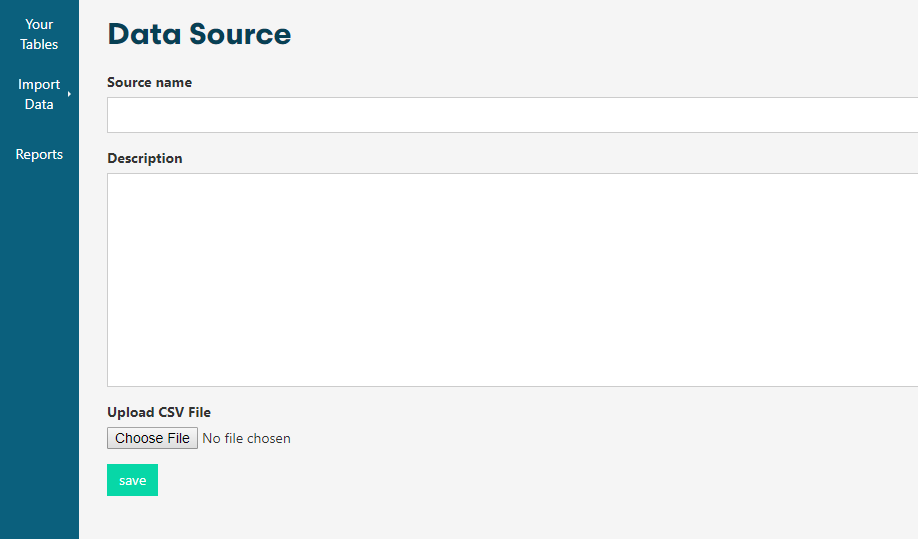 Your
Tables
Import
Data
Reports
Data Source
Source name
Description
Upload CSV File
Choose File No file chosen
save